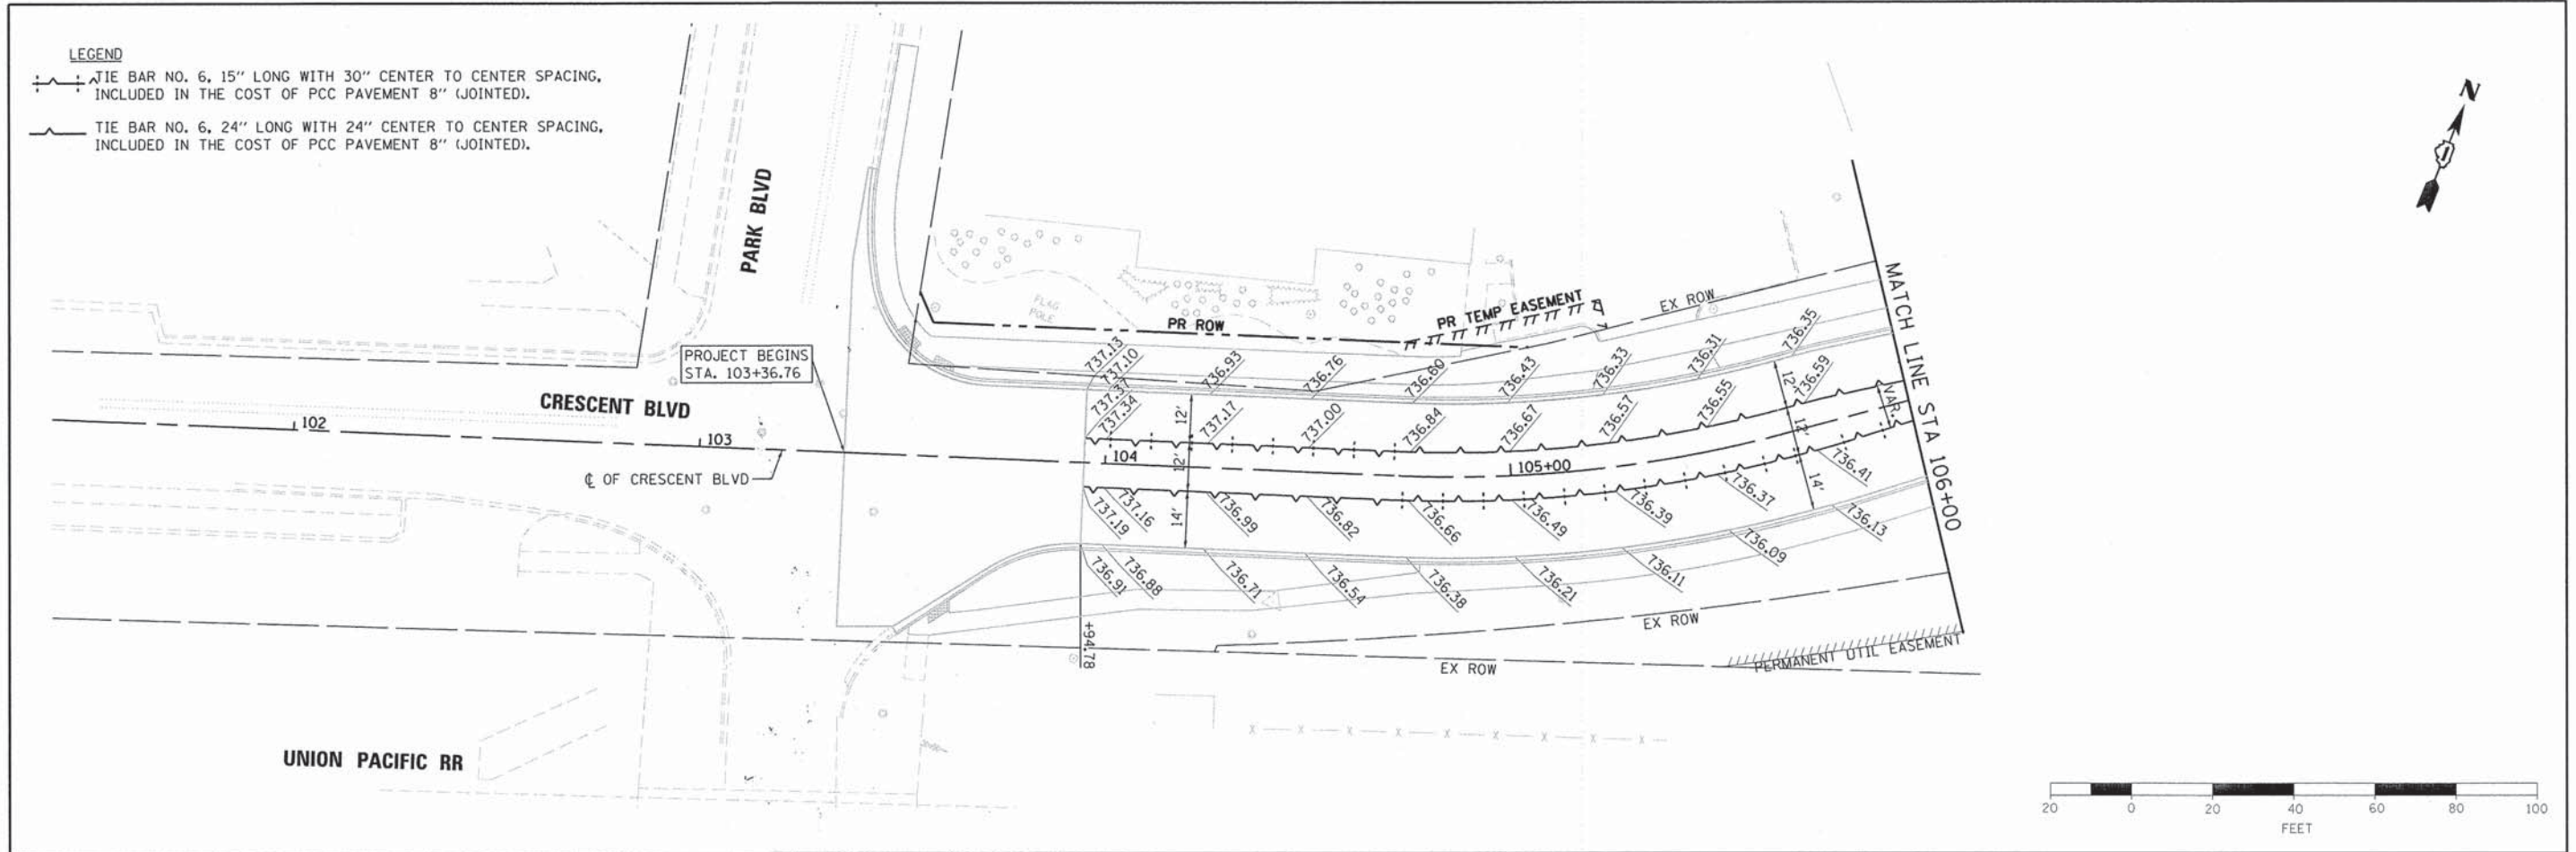 LEGEND
TIE BAR NO. 6, 15" LONG WITH 30" CENTER TO CENTER SPACING,
INCLUDED IN THE COST OF PCC PAVEMENT 8" (JOINTED).
TIE BAR NO. 6, 24" LONG WITH 24" CENTER TO CENTER SPACING,
INCLUDED IN THE COST OF PCC PAVEMENT 8" (JOINTED).
N
PARK BLVD
FLAG
POLE
PR ROW
PR TEMP EASEMENT
EX ROW
MATCH LINE STA 106+00
PROJECT BEGINS
STA. 103+36.76
CRESCENT BLVD
102
103
104
105+00
℄ OF CRESCENT BLVD
737.13
737.10
736.93
736.76
736.60
736.43
736.33
736.31
736.35
737.37
737.34
737.17
737.00
736.84
736.67
736.57
736.55
736.59
12'
12'
14'
12'
12'
14'
VAR.
737.19
737.16
736.99
736.82
736.66
736.49
736.39
736.37
736.41
736.91
736.88
736.71
736.54
736.38
736.21
736.11
736.09
736.13
+94.78
EX ROW
EX ROW
PERMANENT UTIL EASEMENT
UNION PACIFIC RR
X X X X X X X X X
20 0 20 40 60 80 100
FEET